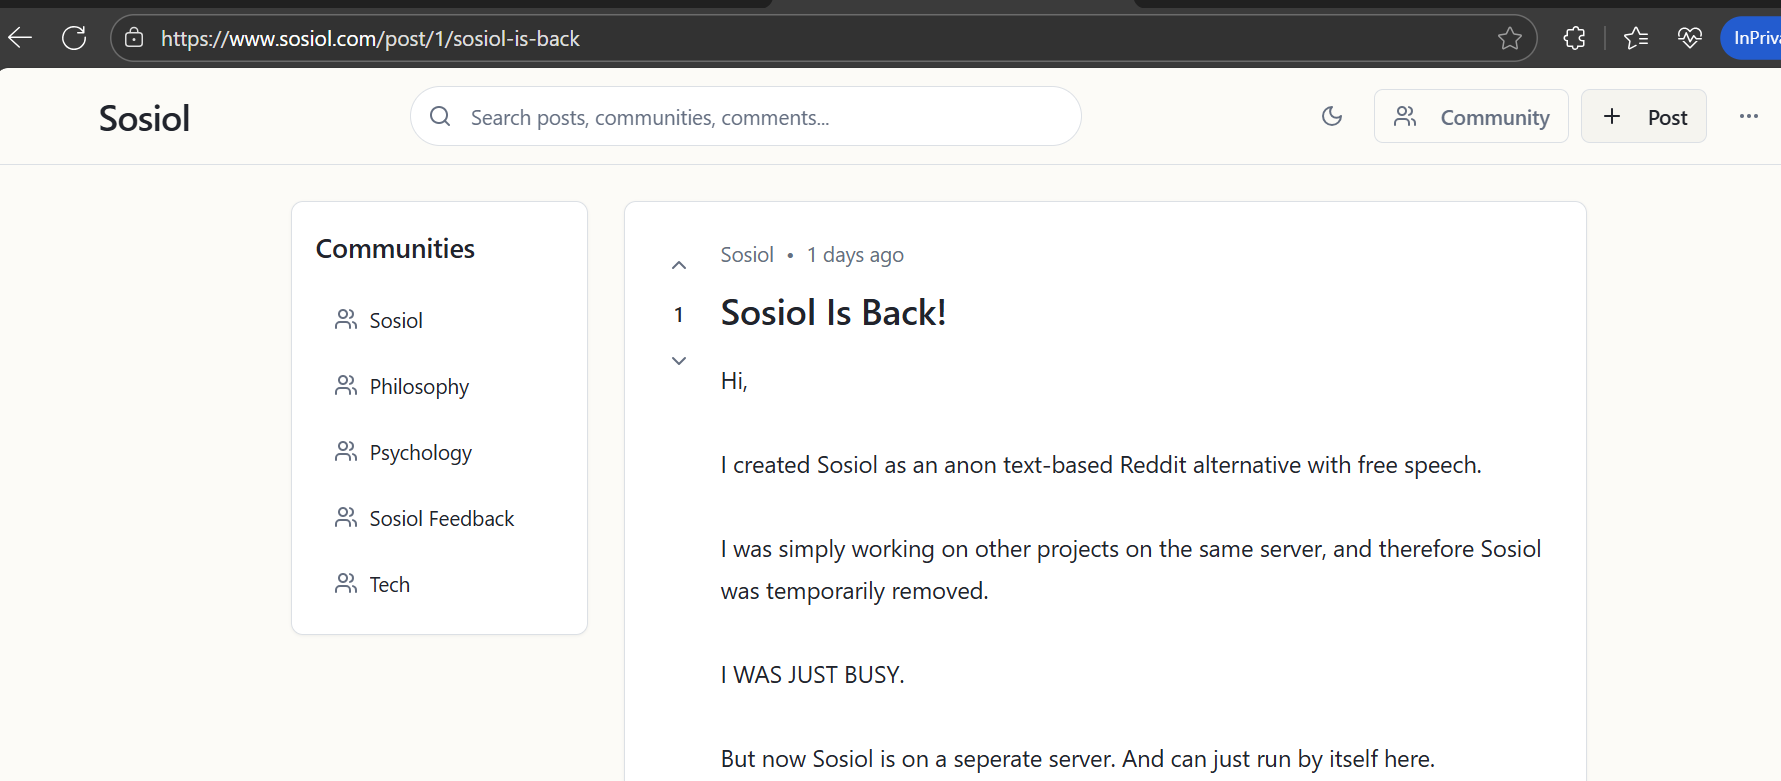 https://www.sosiol.com/post/1/sosiol-is-back
InPriva
Sosiol
Search posts, communities, comments...
Community
Post
Communities
Sosiol
Philosophy
Psychology
Sosiol Feedback
Tech
Sosiol • 1 days ago
1
Sosiol Is Back!
Hi,
I created Sosiol as an anon text-based Reddit alternative with free speech.
I was simply working on other projects on the same server, and therefore Sosiol
was temporarily removed.
I WAS JUST BUSY.
But now Sosiol is on a seperate server. And can just run by itself here.